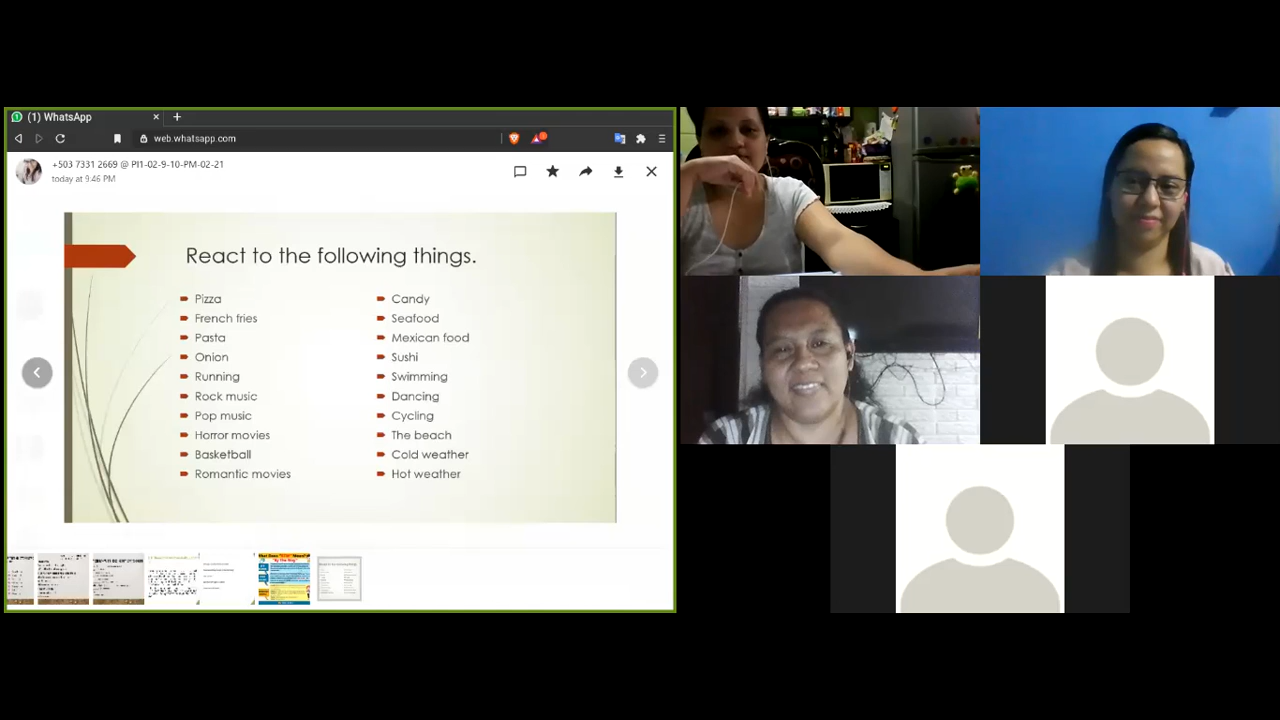 (1) WhatsApp
web.whatsapp.com
+503 7331 2669 @ PI1-02-9-10-PM-02-21
today at 9:46 PM
React to the following things.
Pizza
French fries
Pasta
Onion
Running
Rock music
Pop music
Horror movies
Basketball
Romantic movies
Candy
Seafood
Mexican food
Sushi
Swimming
Dancing
Cycling
The beach
Cold weather
Hot weather